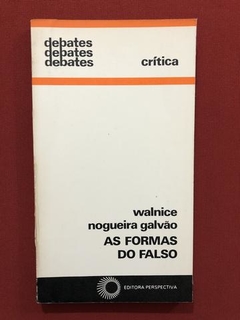 debates
debates
debates
crítica
walnice
nogueira galvão
AS FORMAS
DO FALSO
EDITORA PERSPECTIVA